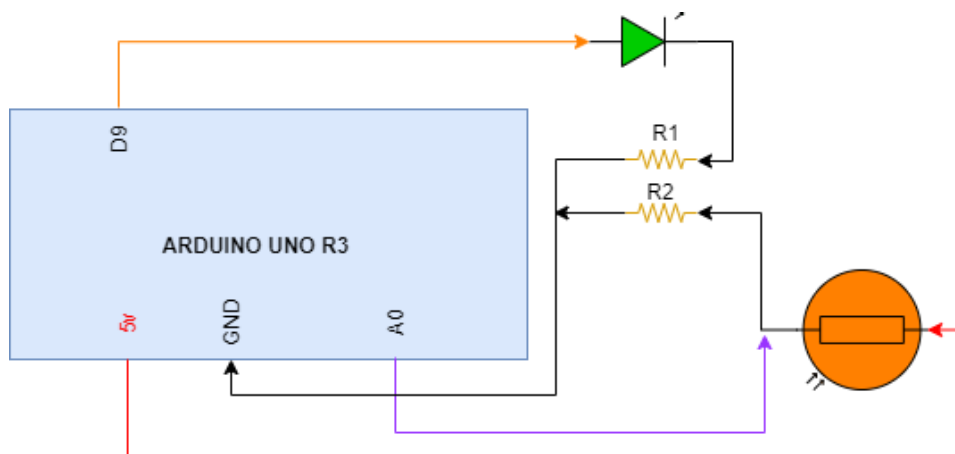 D9
R1
R2
ARDUINO UNO R3
5v
GND
A0